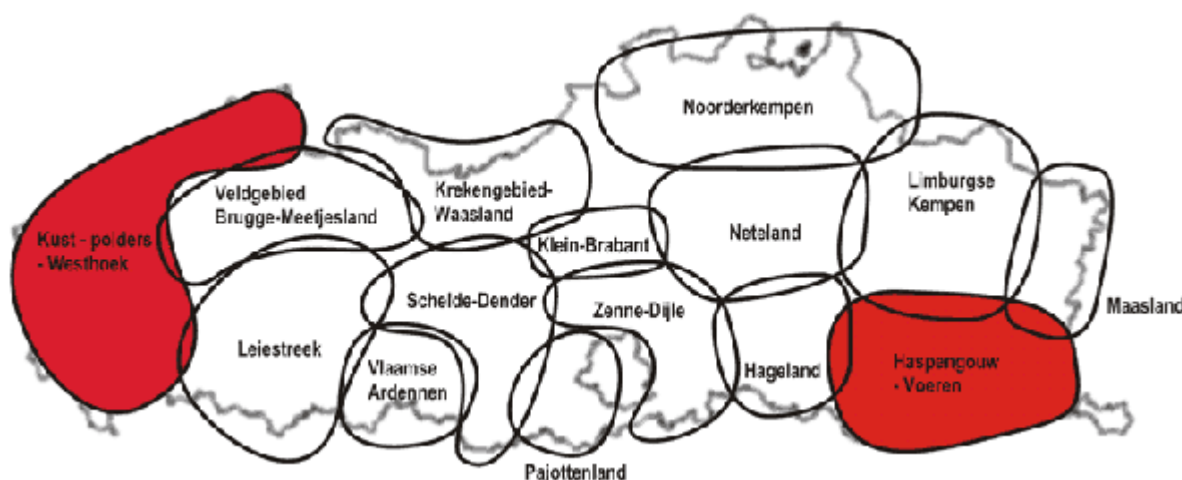 Noorderkempen
Limburgse
Kempen
Veldgebied
Brugge-Meetjesland
Krekengebied-
Waasland
Kust - polders
- Westhoek
Klein-Brabant
Neteland
Schelde-Dender
Zenne-Dijle
Maasland
Leiestreek
Vlaamse
Ardennen
Hageland
Haspengouw
- Voeren
Pajottenland